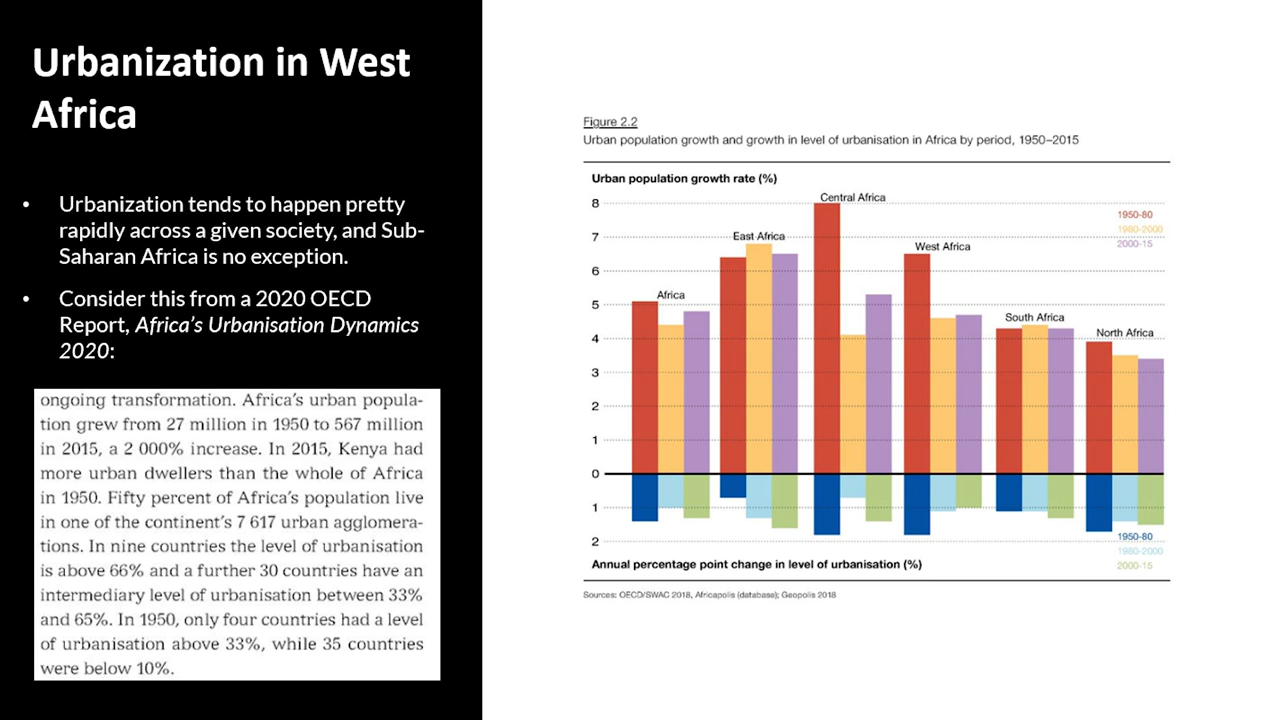 Urbanization in West
Africa
• Urbanization tends to happen pretty
rapidly across a given society, and Sub-
Saharan Africa is no exception.
• Consider this from a 2020 OECD
Report, Africa’s Urbanisation Dynamics
2020:
ongoing transformation. Africa’s urban popula-
tion grew from 27 million in 1950 to 567 million
in 2015, a 2 000% increase. In 2015, Kenya had
more urban dwellers than the whole of Africa
in 1950. Fifty percent of Africa’s population live
in one of the continent’s 7 617 urban agglomera-
tions. In nine countries the level of urbanisation
is above 66% and a further 30 countries have an
intermediary level of urbanisation between 33%
and 65%. In 1950, only four countries had a level
of urbanisation above 33%, while 35 countries
were below 10%.
Figure 2.2
Urban population growth and growth in level of urbanisation in Africa by period, 1950–2015
Urban population growth rate (%)
8
7
6
5
4
3
2
1
0
1
2
Africa
East Africa
Central Africa
West Africa
South Africa
North Africa
1950-80
1980-2000
2000-15
1950-80
1980-2000
2000-15
Annual percentage point change in level of urbanisation (%)
Sources: OECD/SWAC 2018, Africapolis (database); Geopolis 2018